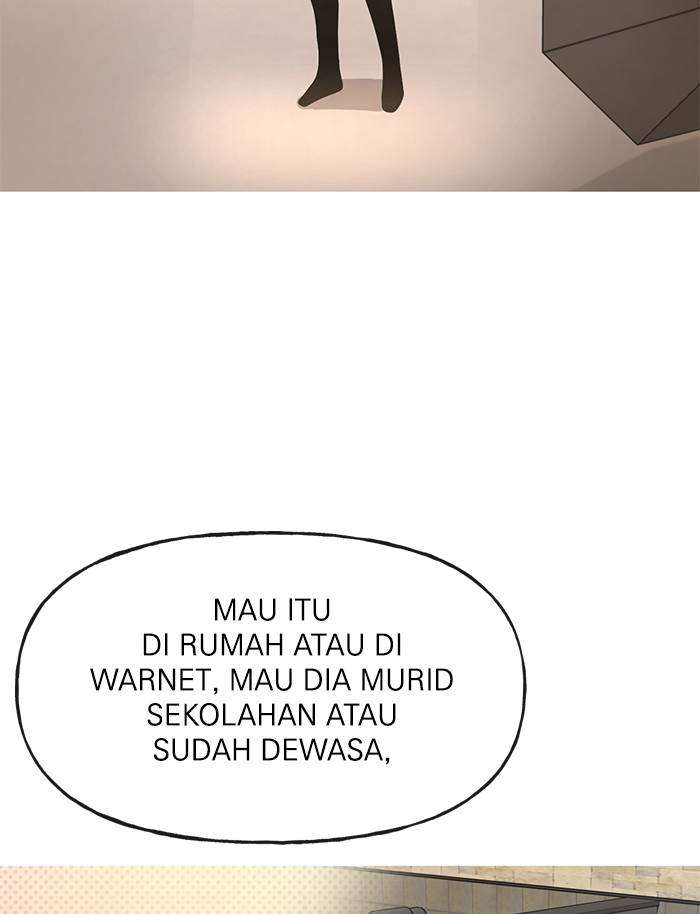 MAU ITU
DI RUMAH ATAU DI
WARNET, MAU DIA MURID
SEKOLAHAN ATAU
SUDAH DEWASA,